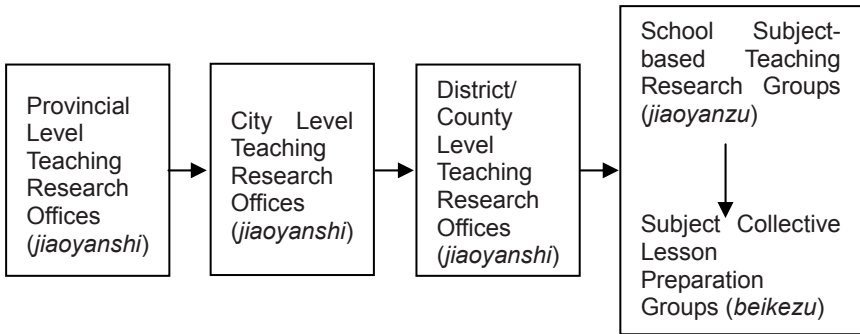 Provincial
Level
Teaching
Research
Offices
(jiaoyanshi)
City Level
Teaching
Research
Offices
(jiaoyanshi)
District/
County
Level
Teaching
Research
Offices
(jiaoyanshi)
School Subject-
based Teaching
Research Groups
(jiaoyanzu)
Subject Collective
Lesson
Preparation
Groups (beikezu)